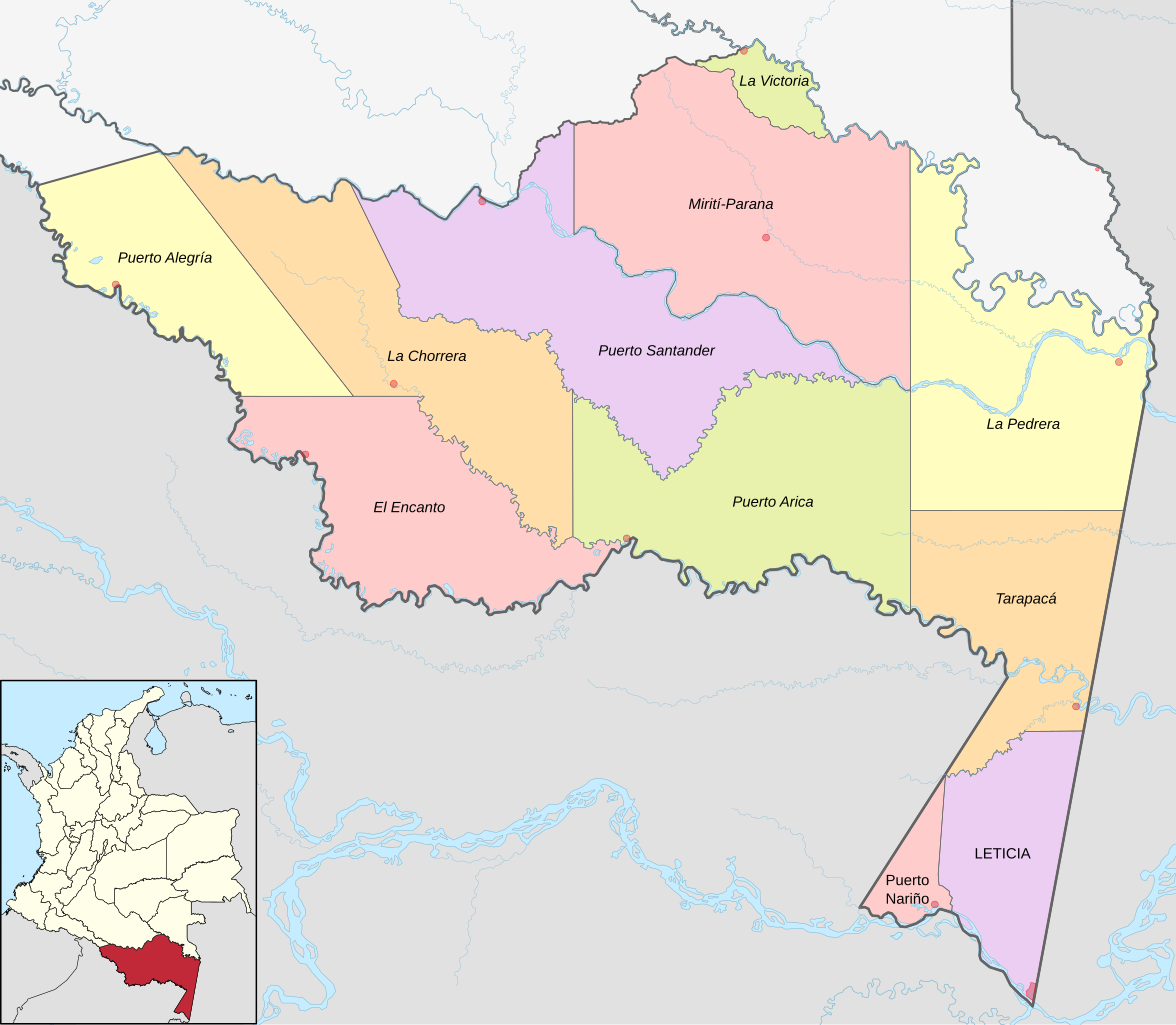 La Victoria
Mirití-Parana
Puerto Alegría
La Chorrera
Puerto Santander
La Pedrera
El Encanto
Puerto Arica
Tarapacá
LETICIA
Puerto
Nariño